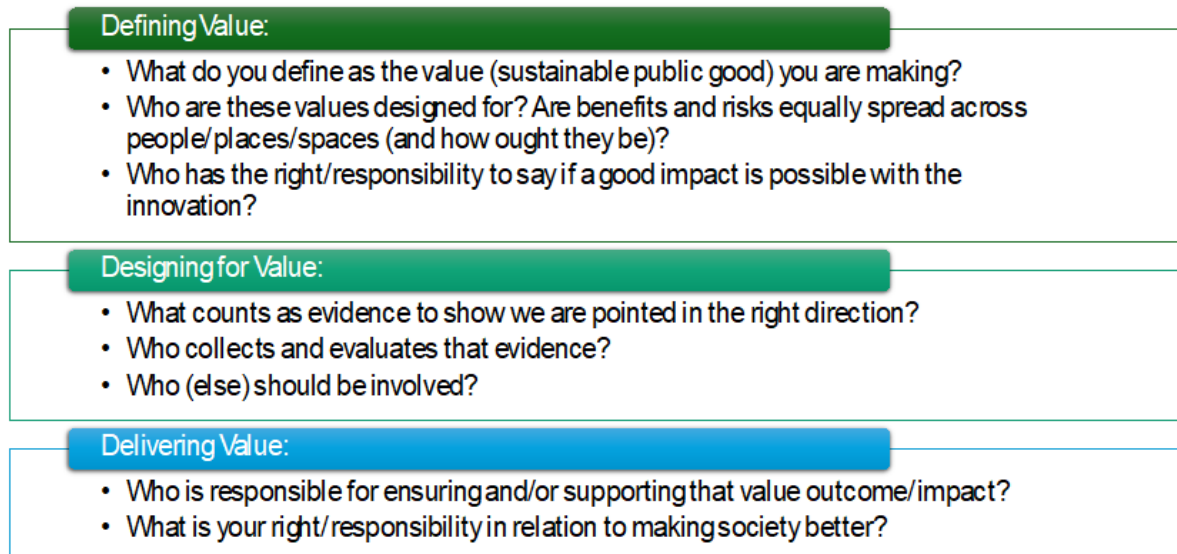 Defining Value:
• What do you define as the value (sustainable public good) you are making?
• Who are these values designed for? Are benefits and risks equally spread across
people/places/spaces (and how ought they be)?
• Who has the right/responsibility to say if a good impact is possible with the
innovation?
Designing for Value:
• What counts as evidence to show we are pointed in the right direction?
• Who collects and evaluates that evidence?
• Who (else) should be involved?
Delivering Value:
• Who is responsible for ensuring and/or supporting that value outcome/impact?
• What is your right/responsibility in relation to making society better?